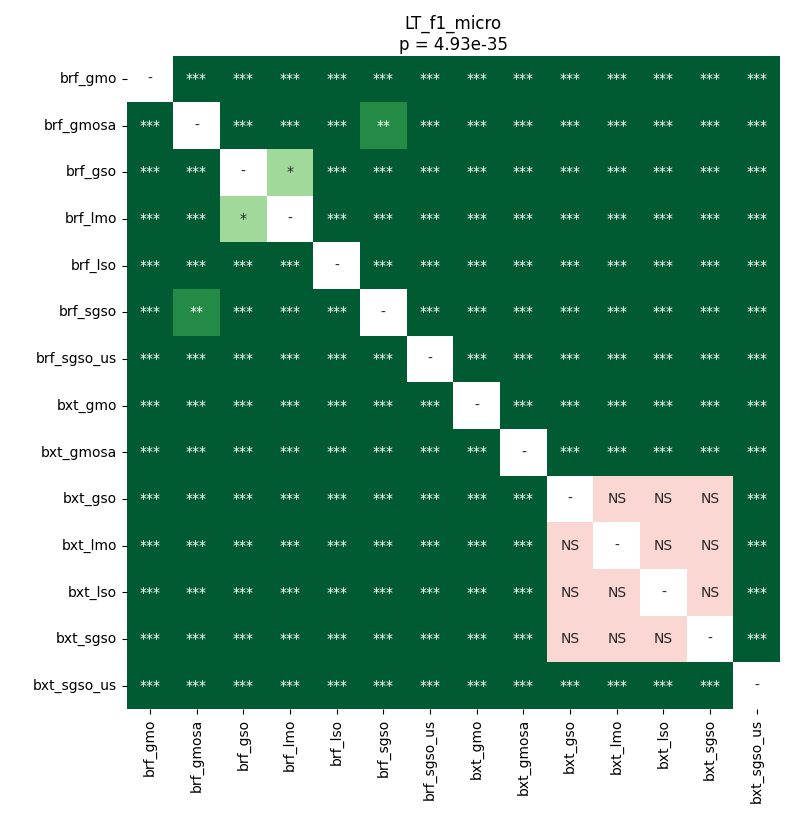 LT_f1_micro
p = 4.93e-35
brf_gmo - *** *** *** *** *** *** *** *** *** *** *** *** ***
brf_gmosa *** - *** *** *** ** *** *** *** *** *** *** *** ***
brf_gso *** *** - * *** *** *** *** *** *** *** *** *** ***
brf_lmo *** *** * - *** *** *** *** *** *** *** *** *** ***
brf_lso *** *** *** *** - *** *** *** *** *** *** *** *** ***
brf_sgso *** ** *** *** *** - *** *** *** *** *** *** *** ***
brf_sgso_us *** *** *** *** *** *** - *** *** *** *** *** *** ***
bxt_gmo *** *** *** *** *** *** *** - *** *** *** *** *** ***
bxt_gmosa *** *** *** *** *** *** *** *** - *** *** *** *** ***
bxt_gso *** *** *** *** *** *** *** *** *** - NS NS NS ***
bxt_lmo *** *** *** *** *** *** *** *** *** NS - NS NS ***
bxt_lso *** *** *** *** *** *** *** *** *** NS NS - NS ***
bxt_sgso *** *** *** *** *** *** *** *** *** NS NS NS - ***
bxt_sgso_us *** *** *** *** *** *** *** *** *** *** *** *** *** -
brf_gmo brf_gmosa brf_gso brf_lmo brf_lso brf_sgso brf_sgso_us bxt_gmo bxt_gmosa bxt_gso bxt_lmo bxt_lso bxt_sgso bxt_sgso_us